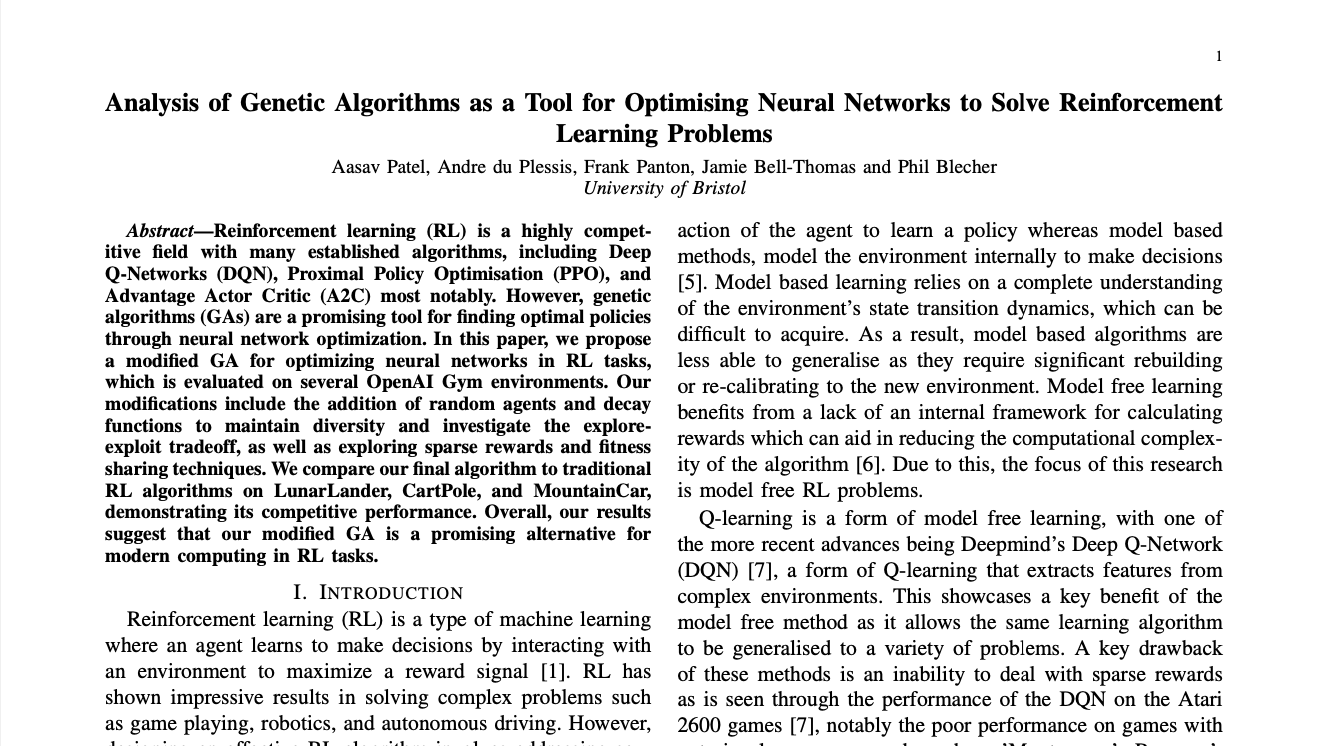 1
Analysis of Genetic Algorithms as a Tool for Optimising Neural Networks to Solve Reinforcement
Learning Problems
Aasav Patel, Andre du Plessis, Frank Panton, Jamie Bell-Thomas and Phil Blecher
University of Bristol
Abstract—Reinforcement learning (RL) is a highly compet-
itive field with many established algorithms, including Deep
Q-Networks (DQN), Proximal Policy Optimisation (PPO), and
Advantage Actor Critic (A2C) most notably. However, genetic
algorithms (GAs) are a promising tool for finding optimal policies
through neural network optimization. In this paper, we propose
a modified GA for optimizing neural networks in RL tasks,
which is evaluated on several OpenAI Gym environments. Our
modifications include the addition of random agents and decay
functions to maintain diversity and investigate the explore-
exploit tradeoff, as well as exploring sparse rewards and fitness
sharing techniques. We compare our final algorithm to traditional
RL algorithms on LunarLander, CartPole, and MountainCar,
demonstrating its competitive performance. Overall, our results
suggest that our modified GA is a promising alternative for
modern computing in RL tasks.
I. INTRODUCTION
Reinforcement learning (RL) is a type of machine learning
where an agent learns to make decisions by interacting with
an environment to maximize a reward signal [1]. RL has
shown impressive results in solving complex problems such
as game playing, robotics, and autonomous driving. However,
action of the agent to learn a policy whereas model based
methods, model the environment internally to make decisions
[5]. Model based learning relies on a complete understanding
of the environment's state transition dynamics, which can be
difficult to acquire. As a result, model based algorithms are
less able to generalise as they require significant rebuilding
or re-calibrating to the new environment. Model free learning
benefits from a lack of an internal framework for calculating
rewards which can aid in reducing the computational complex-
ity of the algorithm [6]. Due to this, the focus of this research
is model free RL problems.
Q-learning is a form of model free learning, with one of
the more recent advances being Deepmind's Deep Q-Network
(DQN) [7], a form of Q-learning that extracts features from
complex environments. This showcases a key benefit of the
model free method as it allows the same learning algorithm
to be generalised to a variety of problems. A key drawback
of these methods is an inability to deal with sparse rewards
as is seen through the performance of the DQN on the Atari
2600 games [7], notably the poor performance on games with